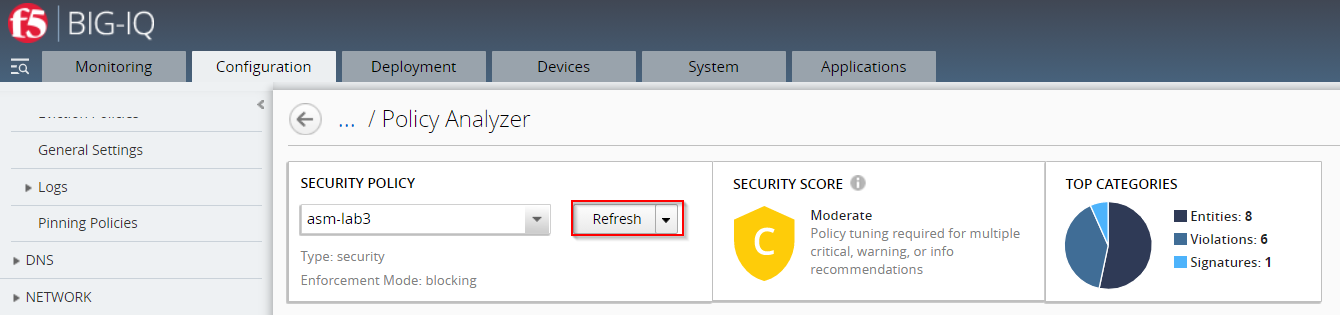 f5 BIG-IQ
Monitoring Configuration Deployment Devices System Applications
... / Policy Analyzer
General Settings
Logs
Pinning Policies
DNS
NETWORK
SECURITY POLICY
asm-lab3 Refresh
Type: security
Enforcement Mode: blocking
SECURITY SCORE
C
Moderate
Policy tuning required for multiple
critical, warning, or info
recommendations
TOP CATEGORIES
Entities: 8
Violations: 6
Signatures: 1